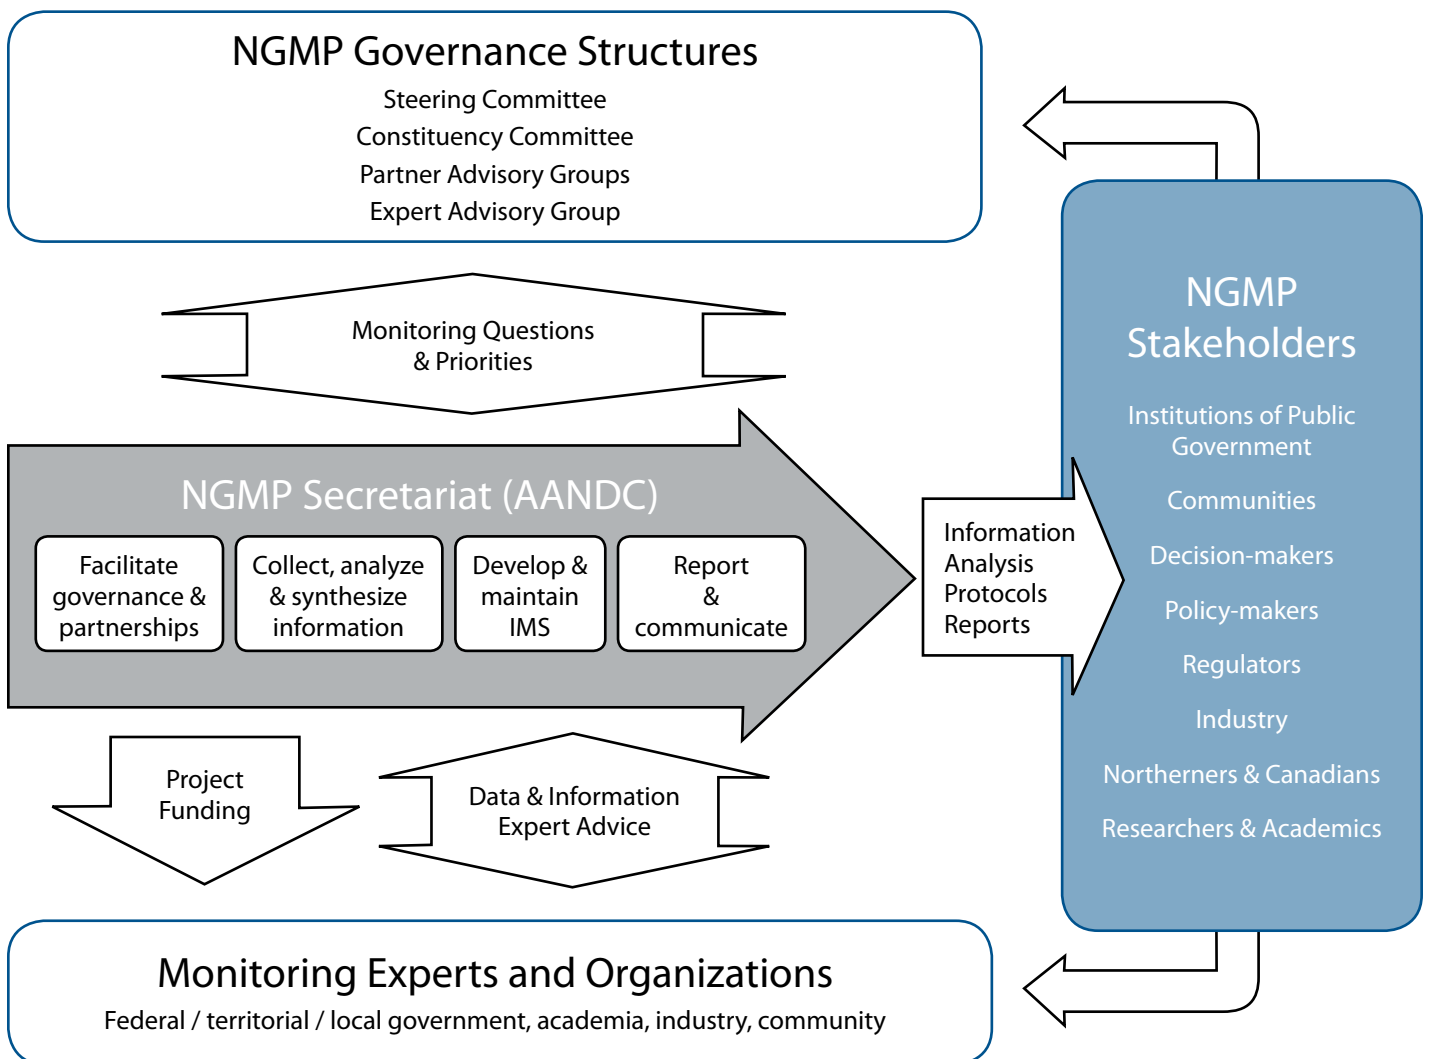 NGMP Governance Structures
Steering Committee
Constituency Committee
Partner Advisory Groups
Expert Advisory Group
Monitoring Questions
& Priorities
NGMP Secretariat (AANDC)
Facilitate
governance &
partnerships
Collect, analyze
& synthesize
information
Develop &
maintain
IMS
Report
&
communicate
Information
Analysis
Protocols
Reports
NGMP
Stakeholders
Institutions of Public
Government
Communities
Decision-makers
Policy-makers
Regulators
Industry
Northerners & Canadians
Researchers & Academics
Project
Funding
Data & Information
Expert Advice
Monitoring Experts and Organizations
Federal / territorial / local government, academia, industry, community